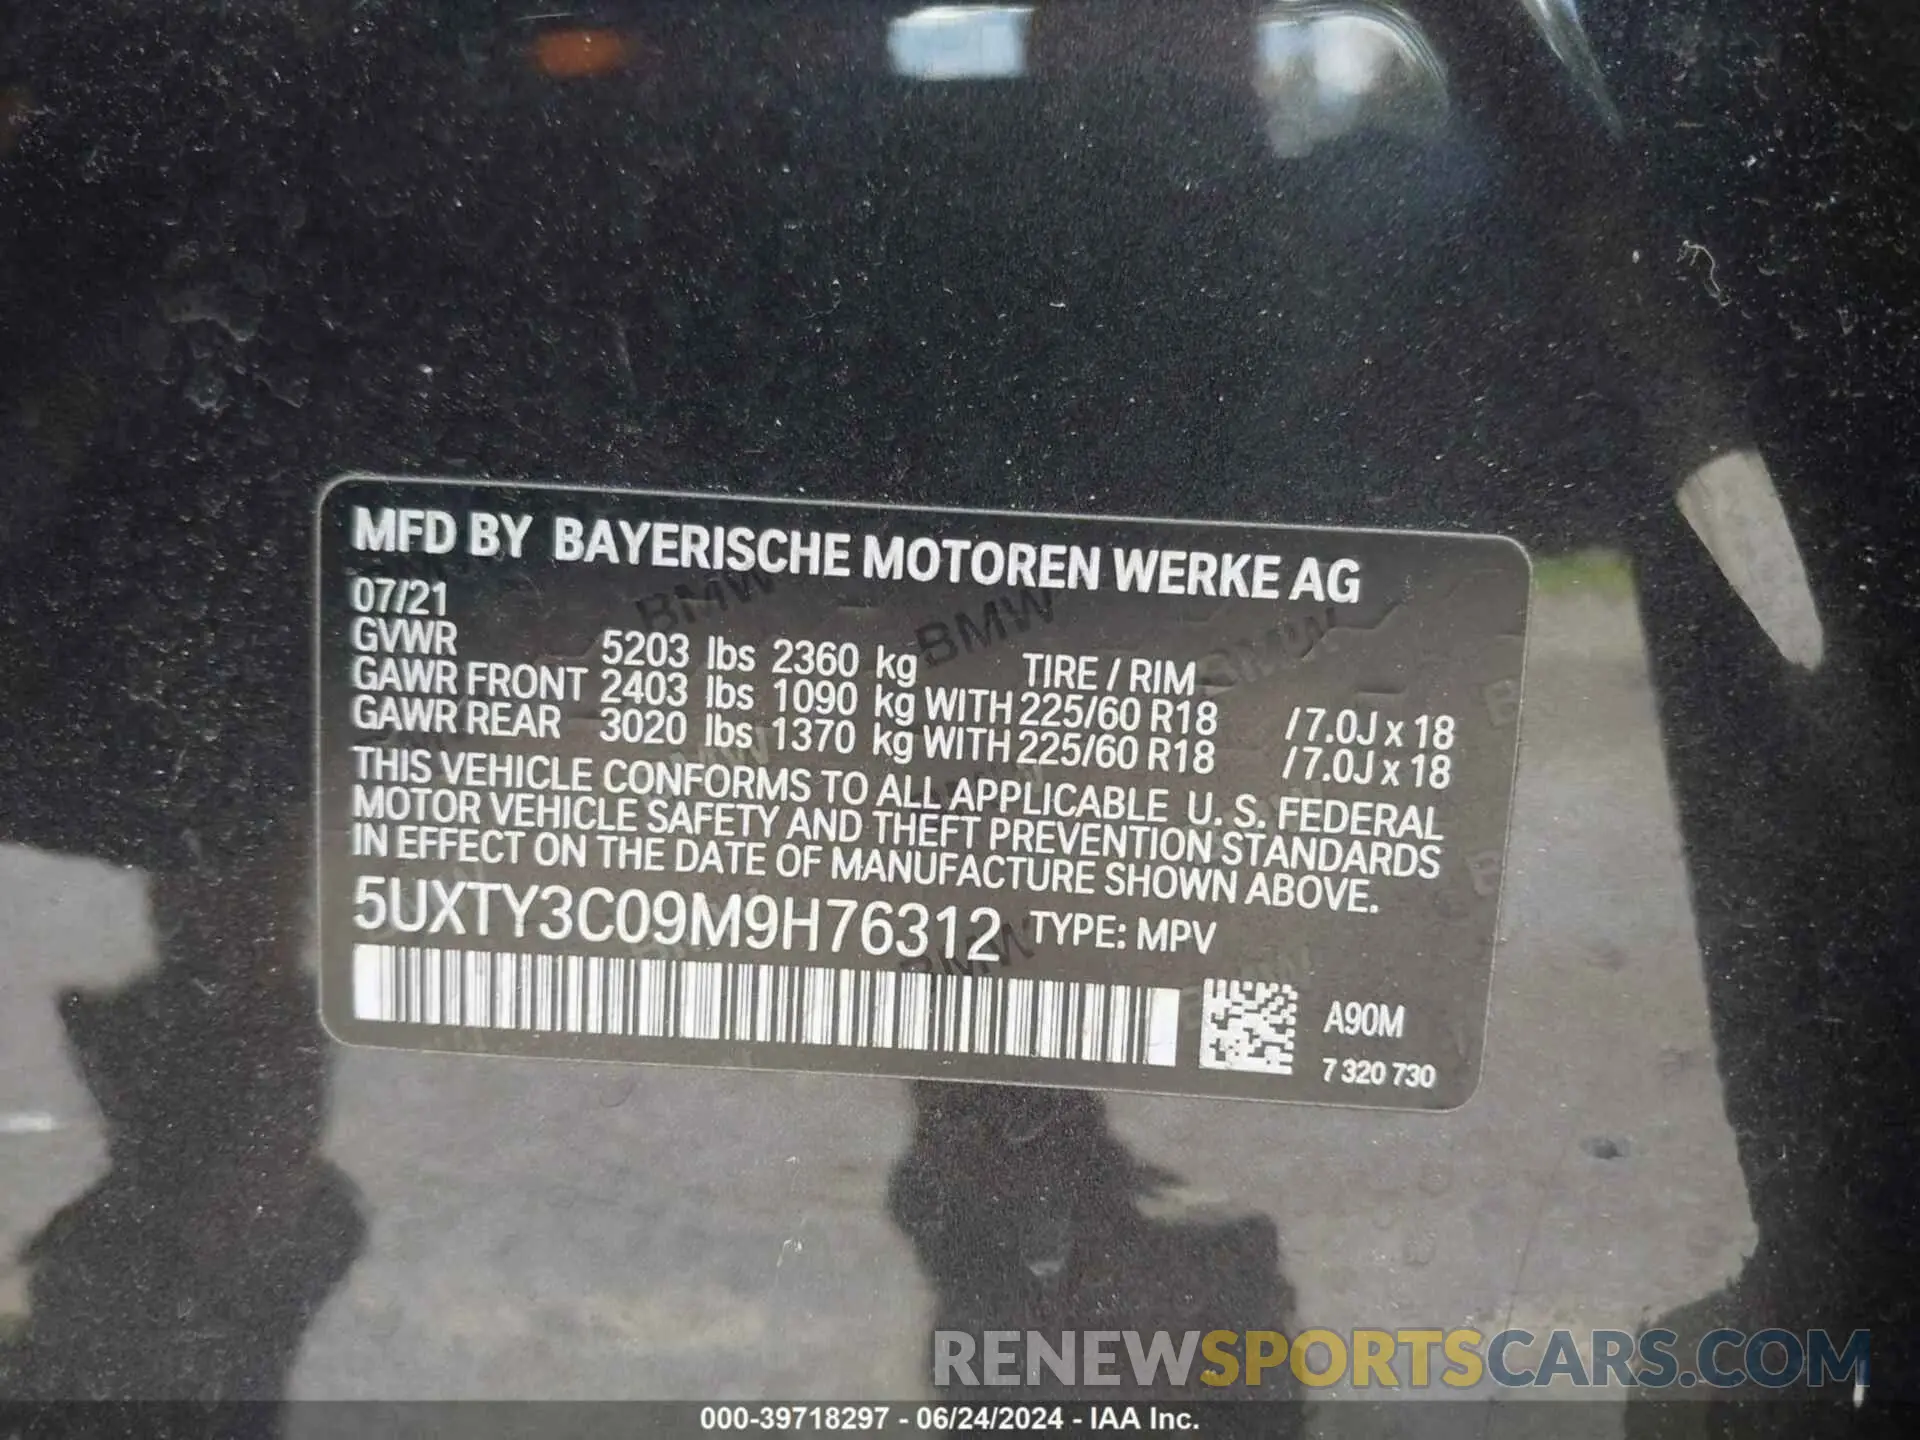 MFD BY BAYERISCHE MOTOREN WERKE AG
07/21
GVWR 5203 lbs 2360 kg TIRE / RIM
GAWR FRONT 2403 lbs 1090 kg WITH 225/60 R18 /7.0J x 18
GAWR REAR 3020 lbs 1370 kg WITH 225/60 R18 /7.0J x 18
THIS VEHICLE CONFORMS TO ALL APPLICABLE U. S. FEDERAL
MOTOR VEHICLE SAFETY AND THEFT PREVENTION STANDARDS
IN EFFECT ON THE DATE OF MANUFACTURE SHOWN ABOVE.
5UXTY3C09M9H76312 TYPE: MPV
A90M
7 320 730
BMW BMW BMW
BMW
RENEWSPORTSCARS.COM
000-39718297 - 06/24/2024 - IAA Inc.